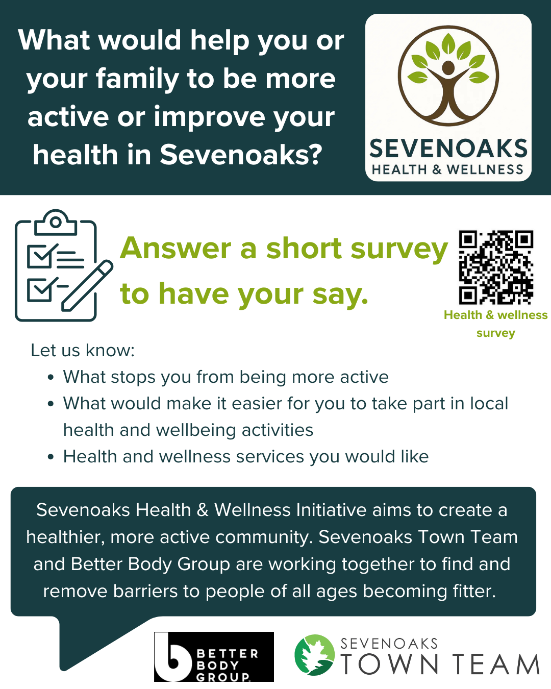 What would help you or
your family to be more
active or improve your
health in Sevenoaks?
SEVENOAKS
HEALTH & WELLNESS
Answer a short survey
to have your say.
Health & wellness
survey
Let us know:
• What stops you from being more active
• What would make it easier for you to take part in local
health and wellbeing activities
• Health and wellness services you would like
Sevenoaks Health & Wellness Initiative aims to create a
healthier, more active community. Sevenoaks Town Team
and Better Body Group are working together to find and
remove barriers to people of all ages becoming fitter.
BETTER
BODY
GROUP.
SEVENOAKS
TOWN TEAM